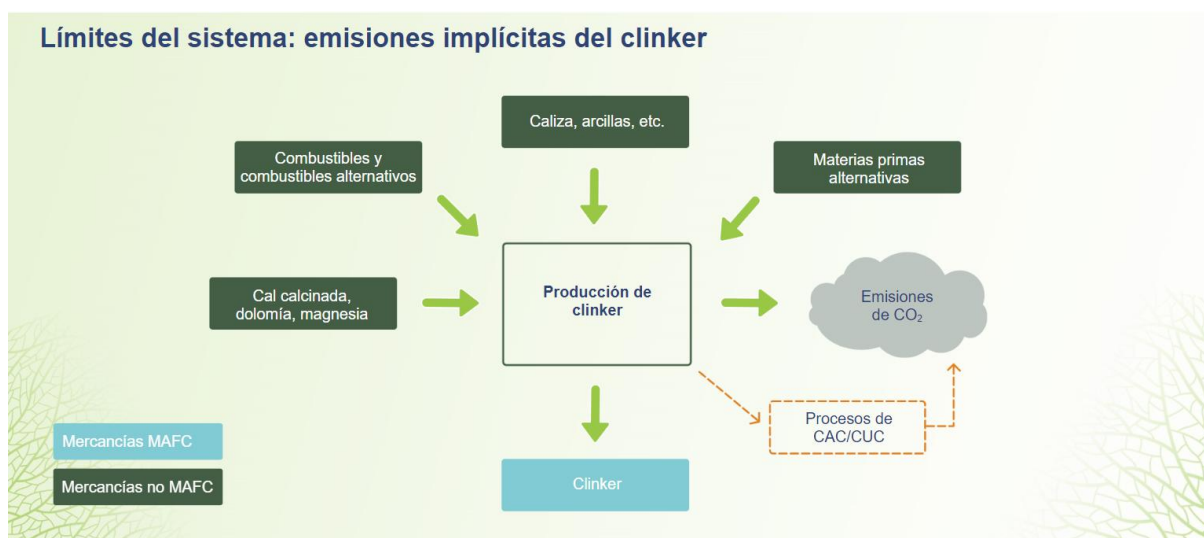 Límites del sistema: emisiones implícitas del clinker
Caliza, arcillas, etc.
Combustibles y
combustibles alternativos
Materias primas
alternativas
Cal calcinada,
dolomía, magnesia
Producción de
clinker
Emisiones
de CO₂
Procesos de
CAC/CUC
Mercancías MAFC
Mercancías no MAFC
Clinker